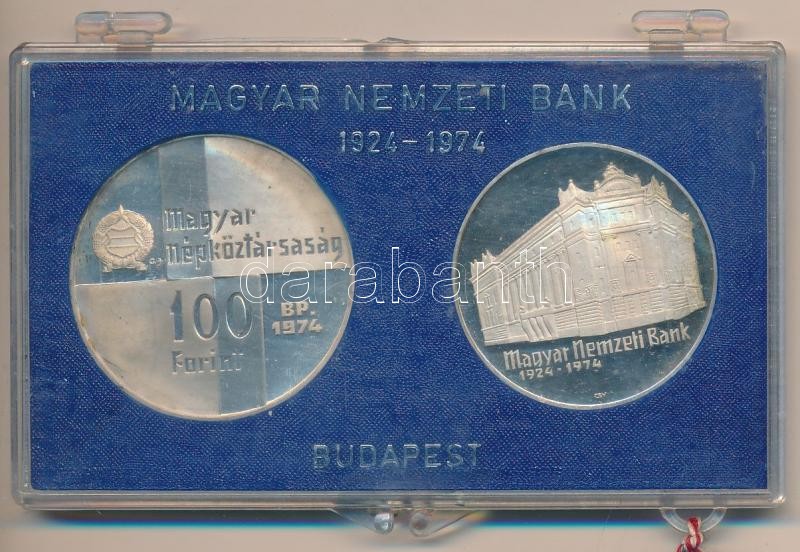 MAGYAR NEMZETI BANK
1924-1974
magyar
népköztársaság
100
Forint
BP.
1974
Magyar Nemzeti Bank
1924-1974
BUDAPEST
darabanth